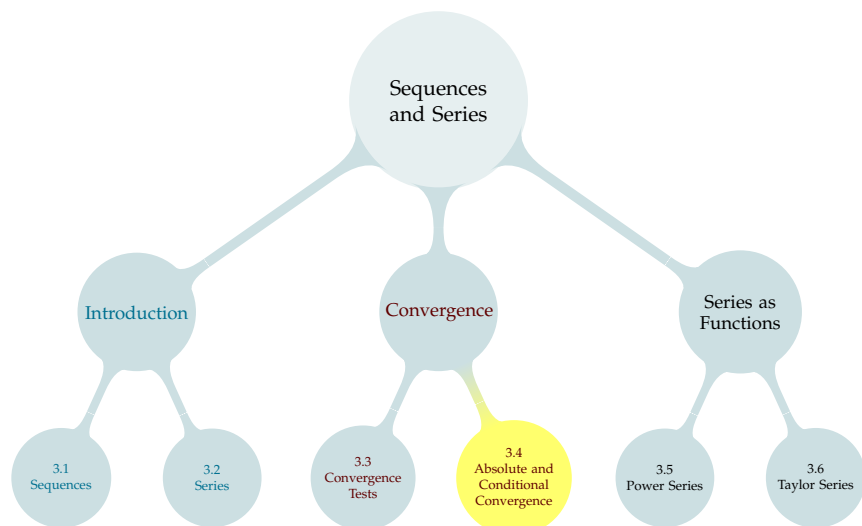 Sequences
and Series
Introduction
Convergence
Series as
Functions
3.1
Sequences
3.2
Series
3.3
Convergence
Tests
3.4
Absolute and
Conditional
Convergence
3.5
Power Series
3.6
Taylor Series